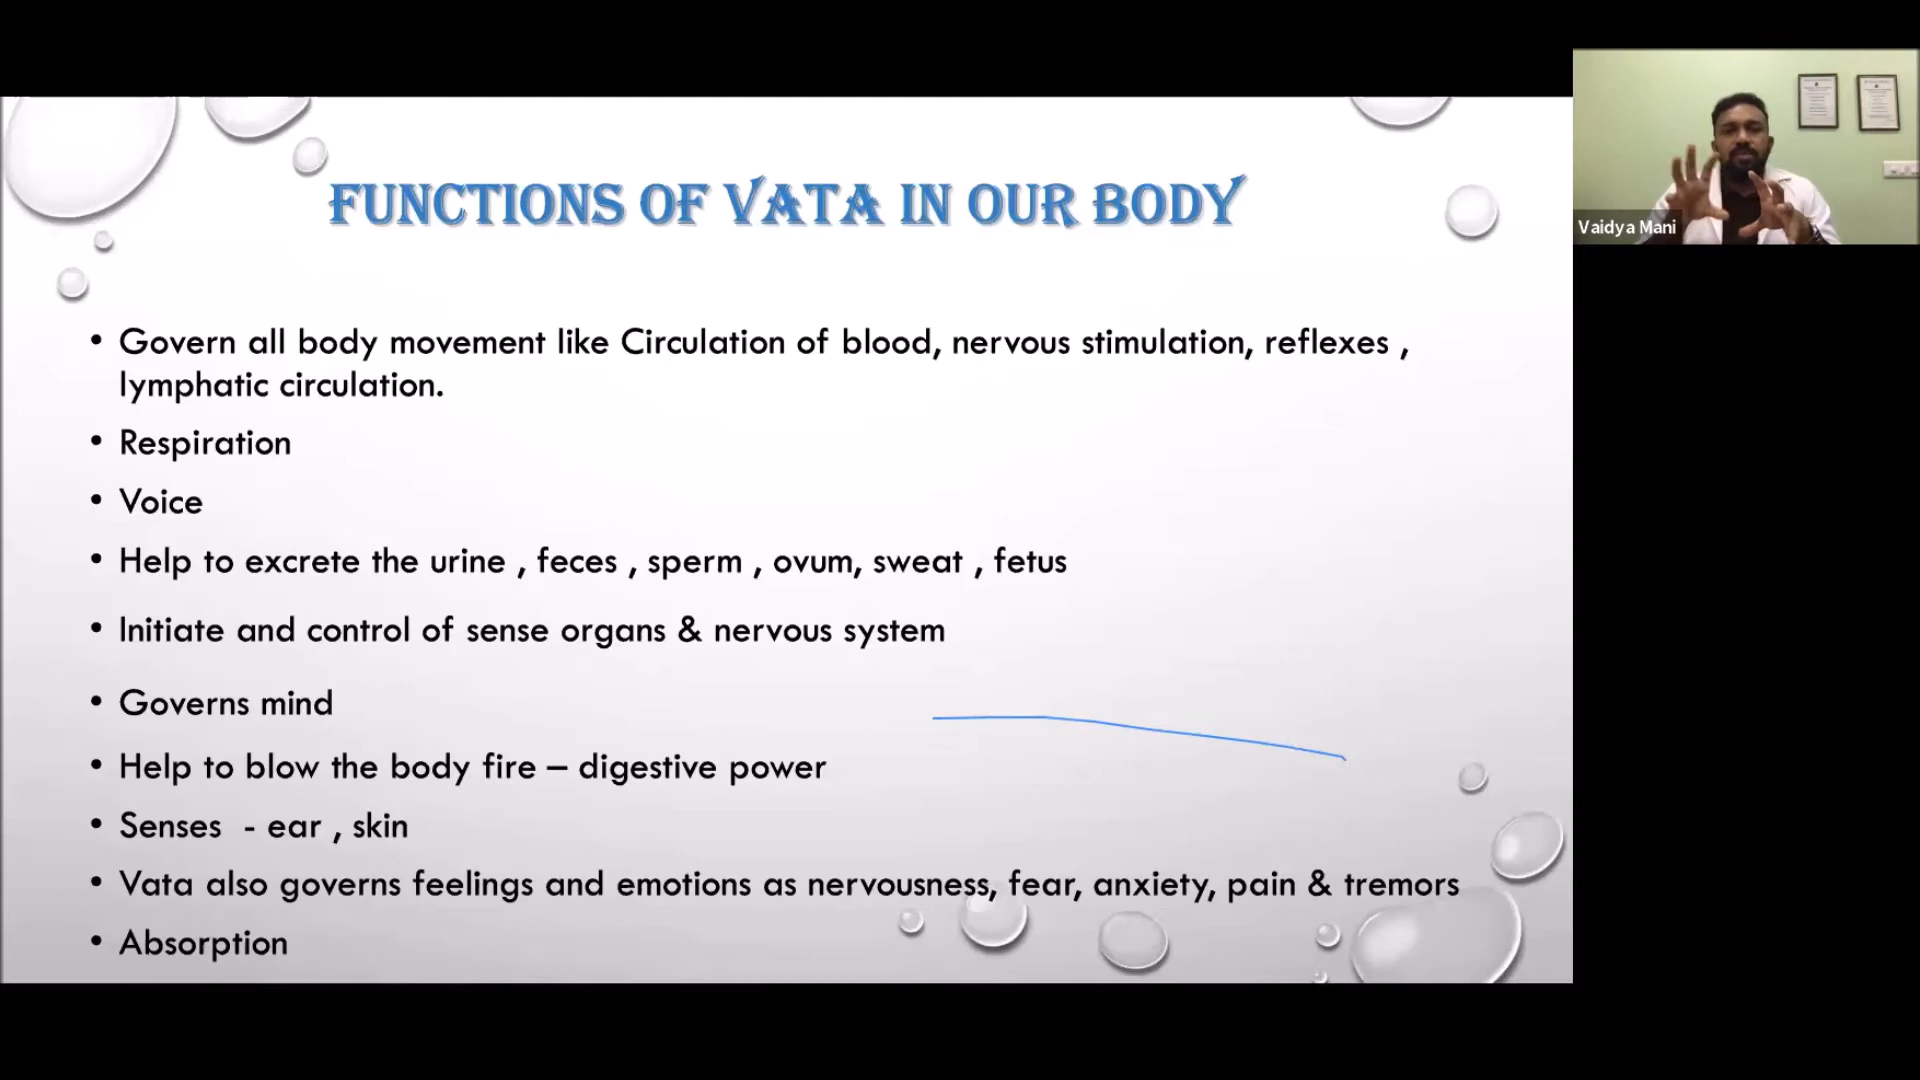 FUNCTIONS OF VATA IN OUR BODY
• Govern all body movement like Circulation of blood, nervous stimulation, reflexes ,
lymphatic circulation.
• Respiration
• Voice
• Help to excrete the urine , feces , sperm , ovum, sweat , fetus
• Initiate and control of sense organs & nervous system
• Governs mind
• Help to blow the body fire – digestive power
• Senses - ear , skin
• Vata also governs feelings and emotions as nervousness, fear, anxiety, pain & tremors
• Absorption
Vaidya Mani